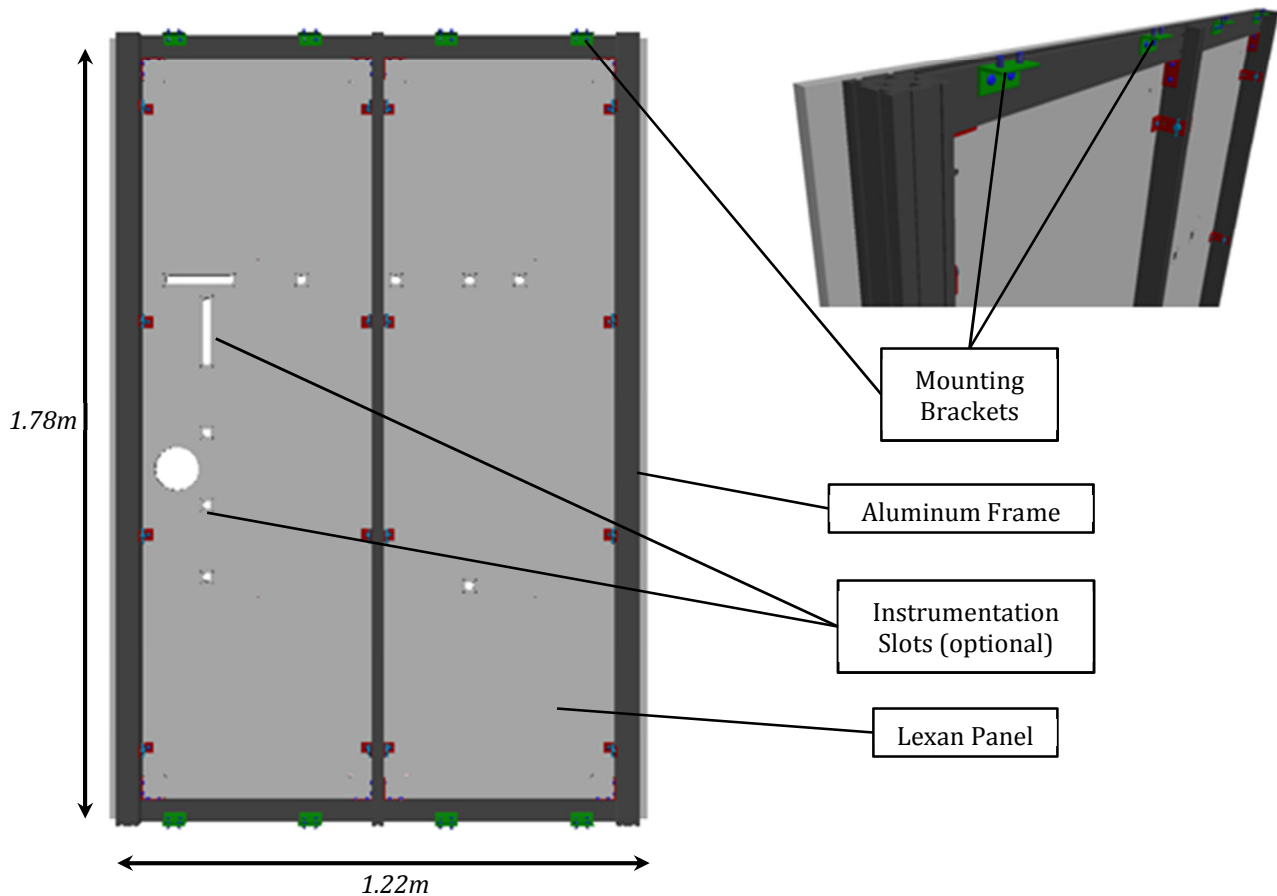 Mounting
Brackets
1.78m
Aluminum Frame
Instrumentation
Slots (optional)
Lexan Panel
1.22m